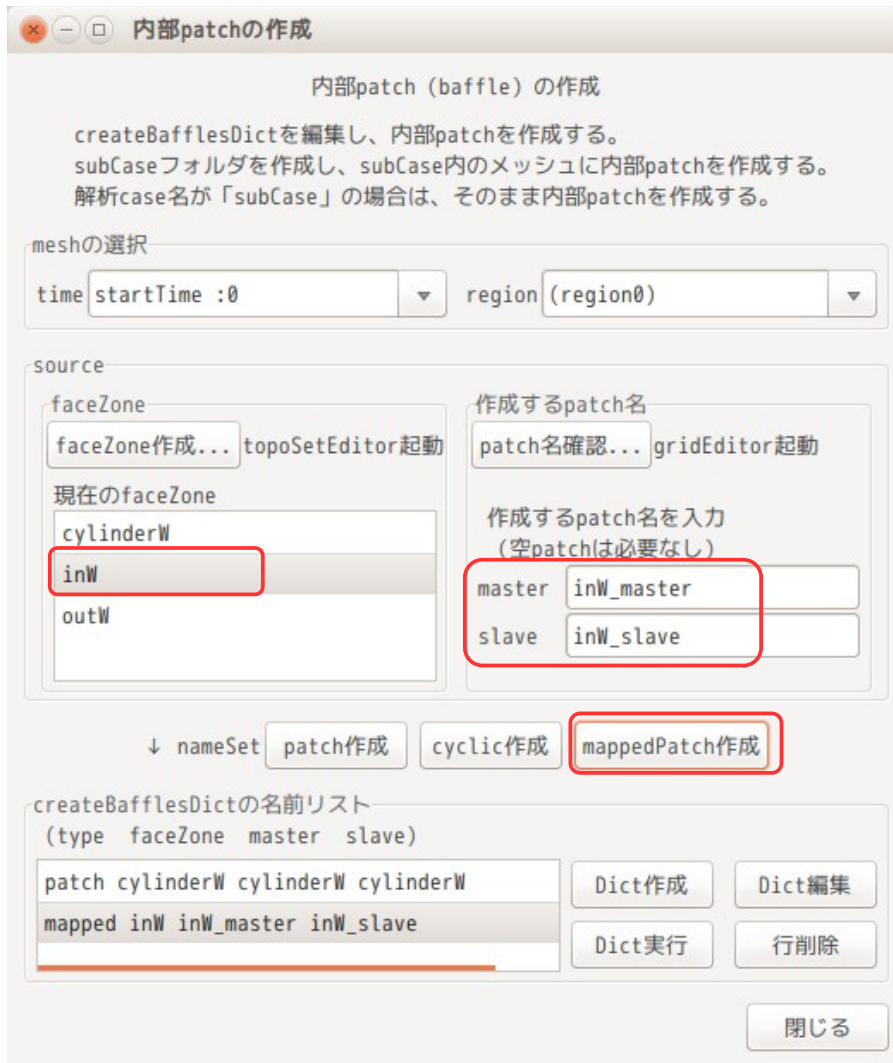 内部patchの作成
内部patch (baffle) の作成
createBafflesDictを編集し、内部patchを作成する。
subCaseフォルダを作成し、subCase内のメッシュに内部patchを作成する。
解析case名が「subCase」の場合は、そのまま内部patchを作成する。
meshの選択
time startTime :0 region (region0)
source
faceZone
faceZone作成... topoSetEditor起動
現在のfaceZone
cylinderW
inW
outW
作成するpatch名
patch名確認... gridEditor起動
作成するpatch名を入力
(空patchは必要なし)
master inW_master
slave inW_slave
↓ nameSet patch作成 cyclic作成 mappedPatch作成
createBafflesDictの名前リスト
(type faceZone master slave)
patch cylinderW cylinderW cylinderW
mapped inW inW_master inW_slave
Dict作成 Dict編集
Dict実行 行削除
閉じる